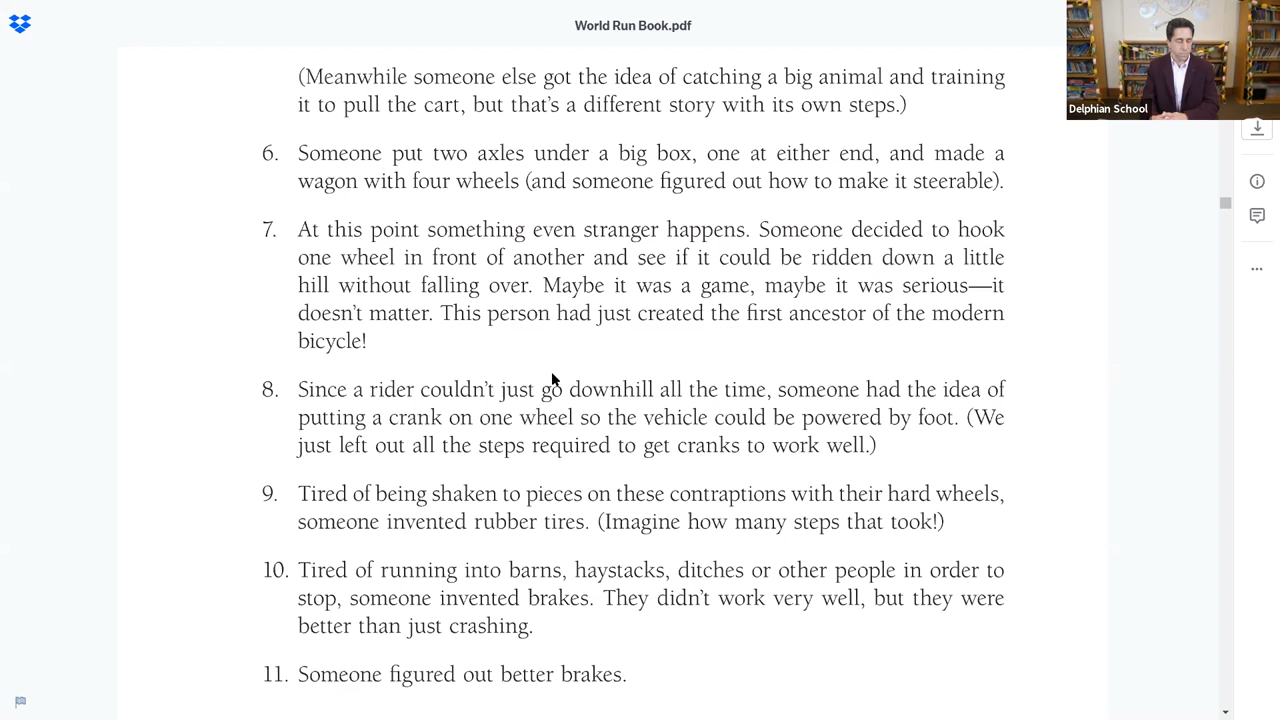 World Run Book.pdf
Delphian School
(Meanwhile someone else got the idea of catching a big animal and training
it to pull the cart, but that's a different story with its own steps.)
6. Someone put two axles under a big box, one at either end, and made a
wagon with four wheels (and someone figured out how to make it steerable).
7. At this point something even stranger happens. Someone decided to hook
one wheel in front of another and see if it could be ridden down a little
hill without falling over. Maybe it was a game, maybe it was serious—it
doesn't matter. This person had just created the first ancestor of the modern
bicycle!
8. Since a rider couldn't just go downhill all the time, someone had the idea of
putting a crank on one wheel so the vehicle could be powered by foot. (We
just left out all the steps required to get cranks to work well.)
9. Tired of being shaken to pieces on these contraptions with their hard wheels,
someone invented rubber tires. (Imagine how many steps that took!)
10. Tired of running into barns, haystacks, ditches or other people in order to
stop, someone invented brakes. They didn't work very well, but they were
better than just crashing.
11. Someone figured out better brakes.